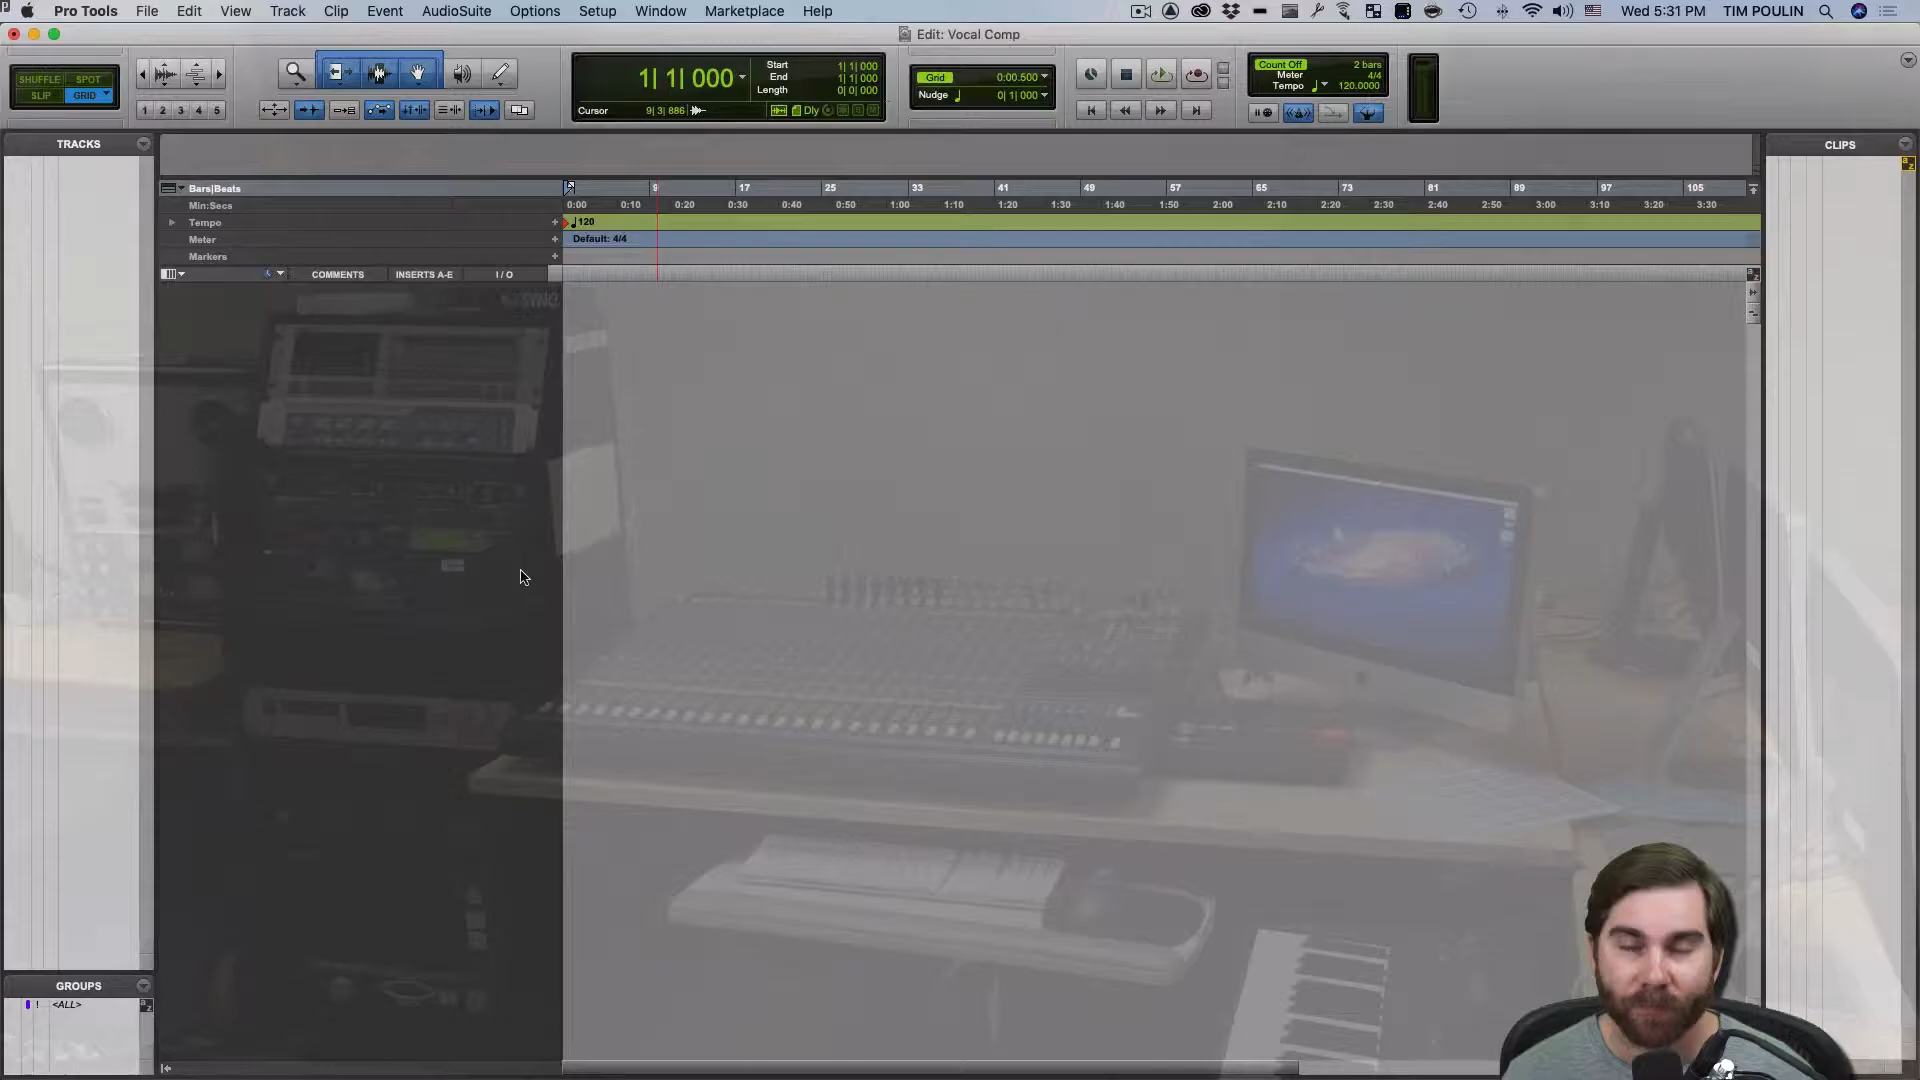 Pro Tools File Edit View Track Clip Event AudioSuite Options Setup Window Marketplace Help Wed 5:31 PM TIM POULIN
Edit: Vocal Comp
SHUFFLE SPOT
SLIP GRID
1 2 3 4 5
1| 1| 000
Start 1| 1| 000
End 1| 1| 000
Length 0| 0| 000
Cursor 9| 3| 886 Dly
Grid 0:00.500
Nudge 0| 1| 000
Count Off 2 bars
Meter 4/4
Tempo 120.0000
TRACKS
CLIPS
Bars|Beats 9 17 25 33 41 49 57 65 73 81 89 97 105
Min:Secs 0:00 0:10 0:20 0:30 0:40 0:50 1:00 1:10 1:20 1:30 1:40 1:50 2:00 2:10 2:20 2:30 2:40 2:50 3:00 3:10 3:20 3:30
Tempo + 120
Meter + Default: 4/4
Markers +
COMMENTS INSERTS A-E I / O
GROUPS
! <ALL>